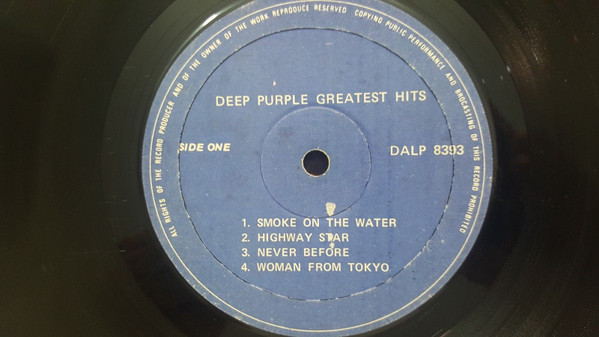 ALL RIGHTS OF THE RECORD PRODUCER AND OF THE OWNER OF THE WORK REPRODUCE RESERVED COPYING PUBLIC PERFORMANCE AND BROCASTING OF THIS RECORD PROHIBITED
DEEP PURPLE GREATEST HITS
SIDE ONE
DALP 8393
1. SMOKE ON THE WATER
2. HIGHWAY STAR
3. NEVER BEFORE
4. WOMAN FROM TOKYO